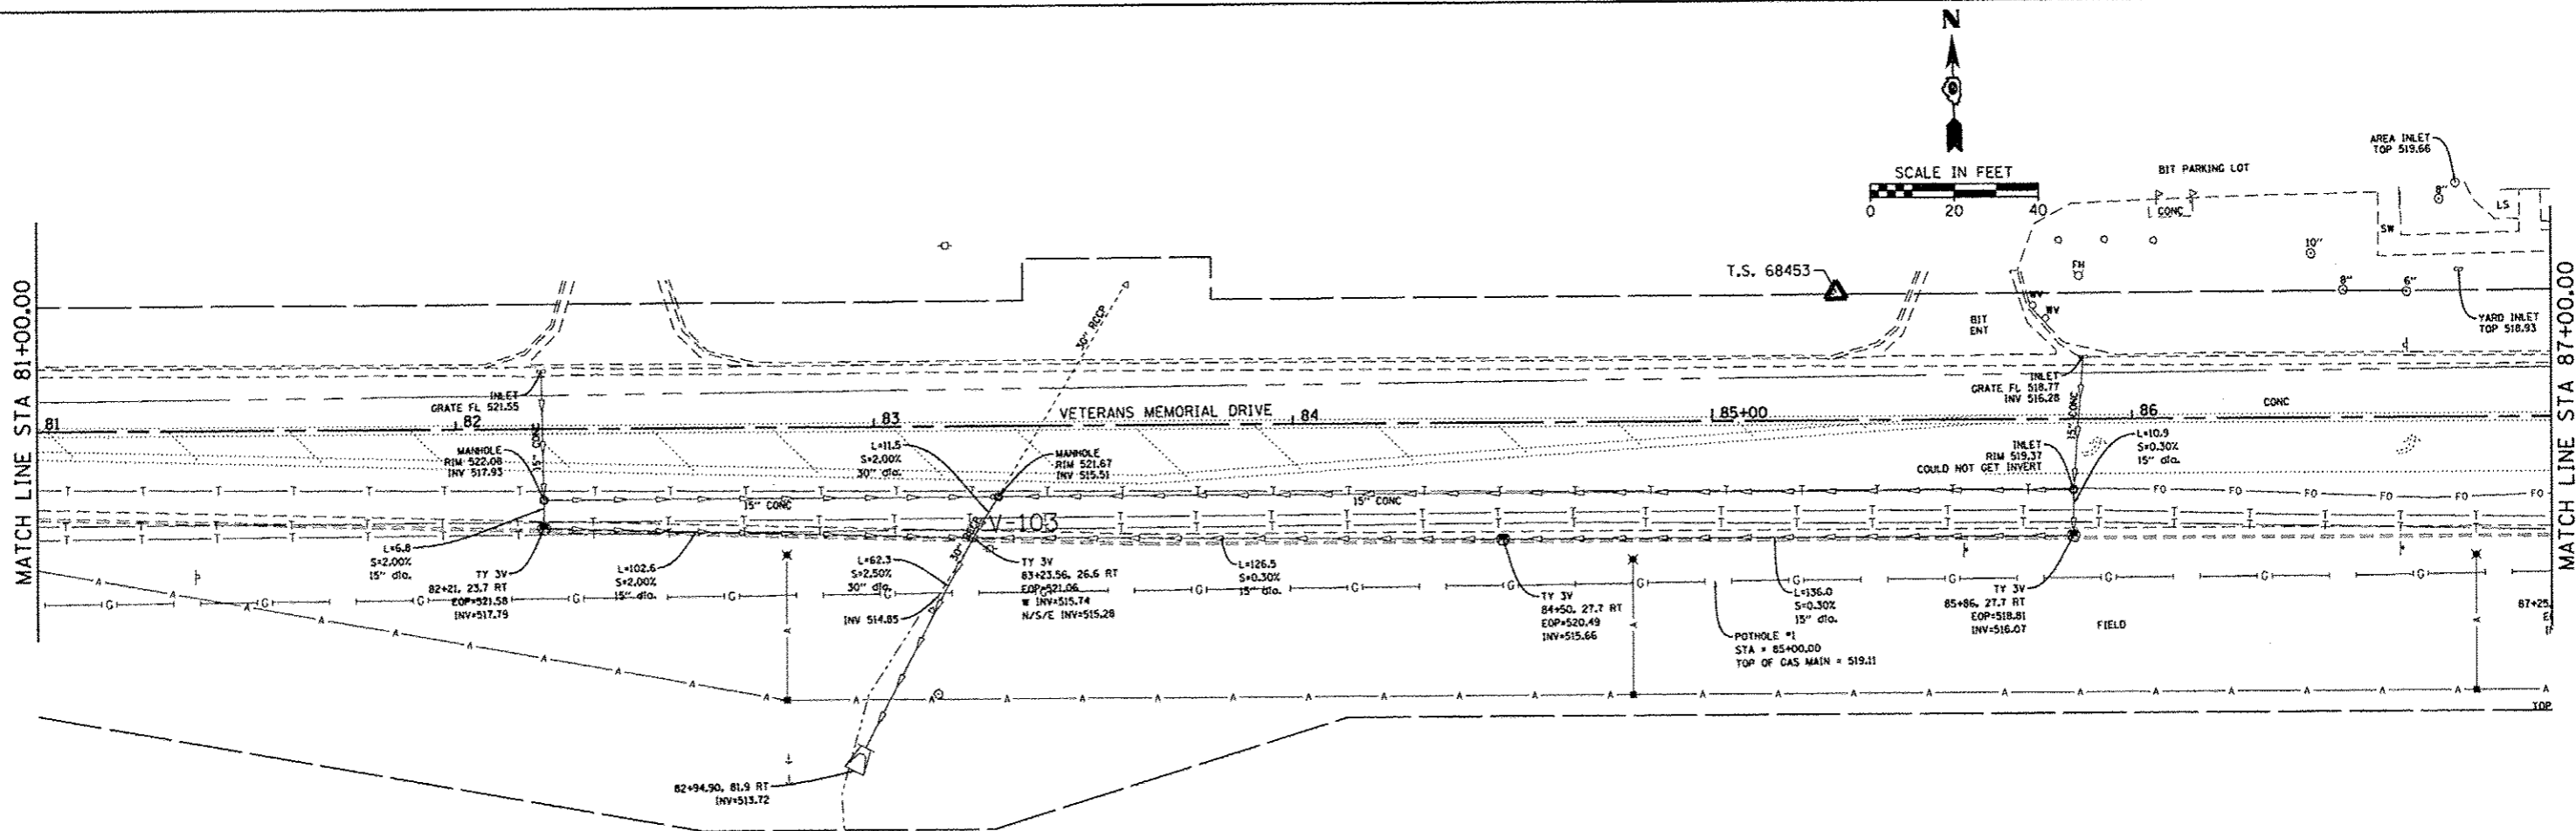 N
SCALE IN FEET
0 20 40
AREA INLET
TOP 519.66
BIT PARKING LOT
CONC
8"
LS
SW
10"
FH
T.S. 68453
WV
WV
8"
6"
BIT
ENT
YARD INLET
TOP 518.93
MATCH LINE STA 81+00.00
MATCH LINE STA 87+00.00
30" RCCP
INLET
GRATE FL 521.55
INLET
GRATE FL 518.77
INV 516.28
81
82
83
VETERANS MEMORIAL DRIVE
84
85+00
86
CONC
15" CONC
15" CONC
MANHOLE
RIM 522.08
INV 517.93
L=11.5
S=2.00%
30" dia.
MANHOLE
RIM 521.67
INV 515.51
INLET
RIM 519.37
COULD NOT GET INVERT
L=10.9
S=0.30%
15" dia.
15" CONC
15" CONC
FO FO FO FO FO FO
V 103
L=6.8
S=2.00%
15" dia.
TY 3V
82+21, 23.7 RT
EOP=521.58
INV=517.79
L=102.6
S=2.00%
15" dia.
L=62.3
S=2.50%
30" dia.
INV 514.85
TY 3V
83+23.56, 26.6 RT
EOP=521.06
W INV=515.74
N/S/E INV=515.28
L=126.5
S=0.30%
15" dia.
TY 3V
84+50, 27.7 RT
EOP=520.49
INV=515.66
L=136.0
S=0.30%
15" dia.
POTHOLE #1
STA = 85+00.00
TOP OF GAS MAIN = 519.11
TY 3V
85+86, 27.7 RT
EOP=518.81
INV=516.07
FIELD
87+25
TOP
82+94.90, 81.9 RT
INV=513.72